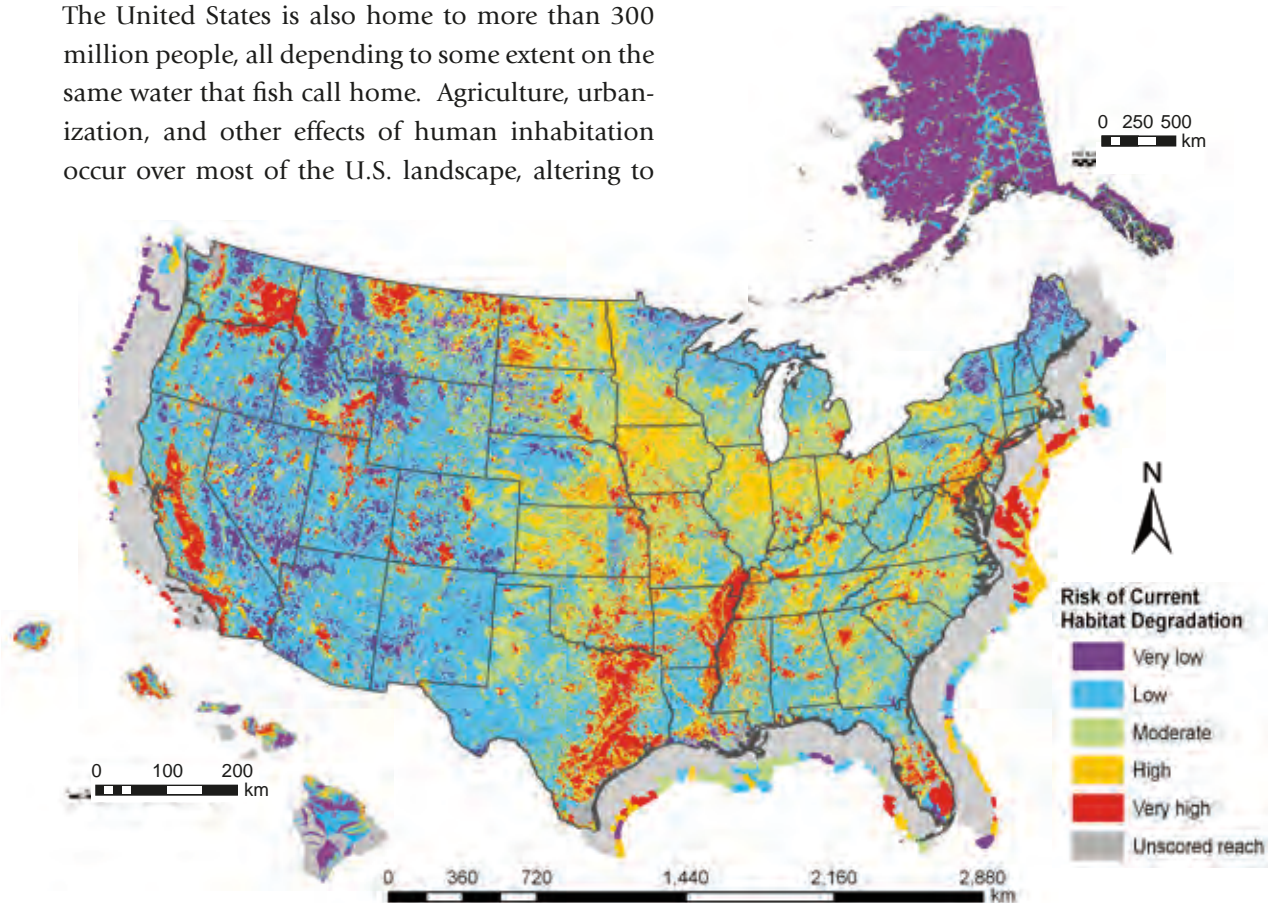 The United States is also home to more than 300
million people, all depending to some extent on the
same water that fish call home. Agriculture, urban-
ization, and other effects of human inhabitation
occur over most of the U.S. landscape, altering to
0 250 500
km
N
Risk of Current
Habitat Degradation
Very low
Low
Moderate
High
Very high
Unscored reach
0 100 200
km
0 360 720 1,440 2,160 2,880
km